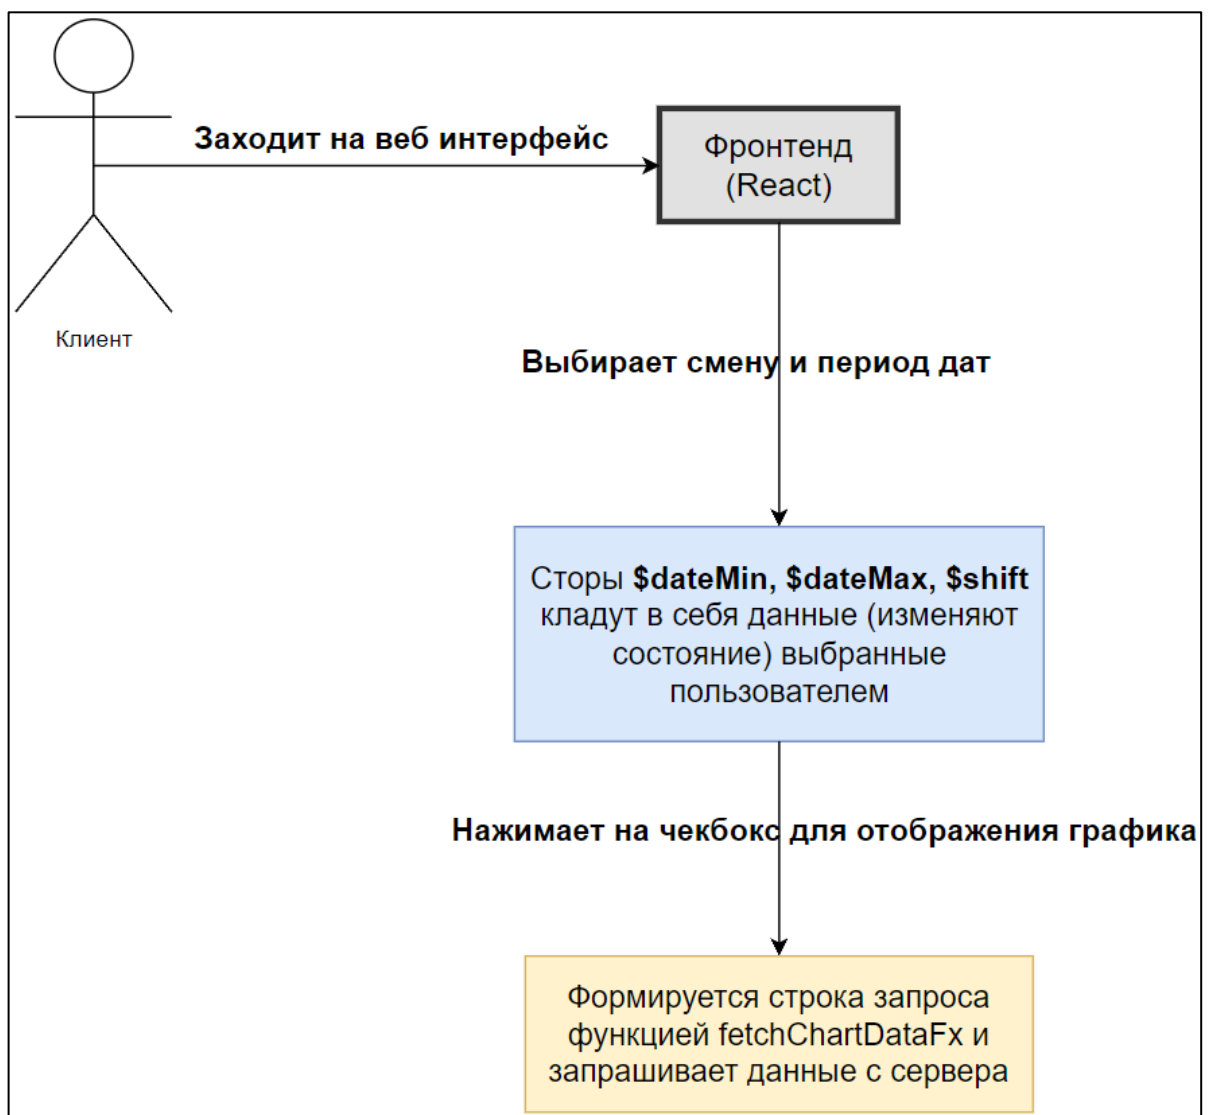 Заходит на веб интерфейс
Фронтенд
(React)
Клиент
Выбирает смену и период дат
Сторы $dateMin, $dateMax, $shift
кладут в себя данные (изменяют
состояние) выбранные
пользователем
Нажимает на чекбокс для отображения графика
Формируется строка запроса
функцией fetchChartDataFx и
запрашивает данные с сервера